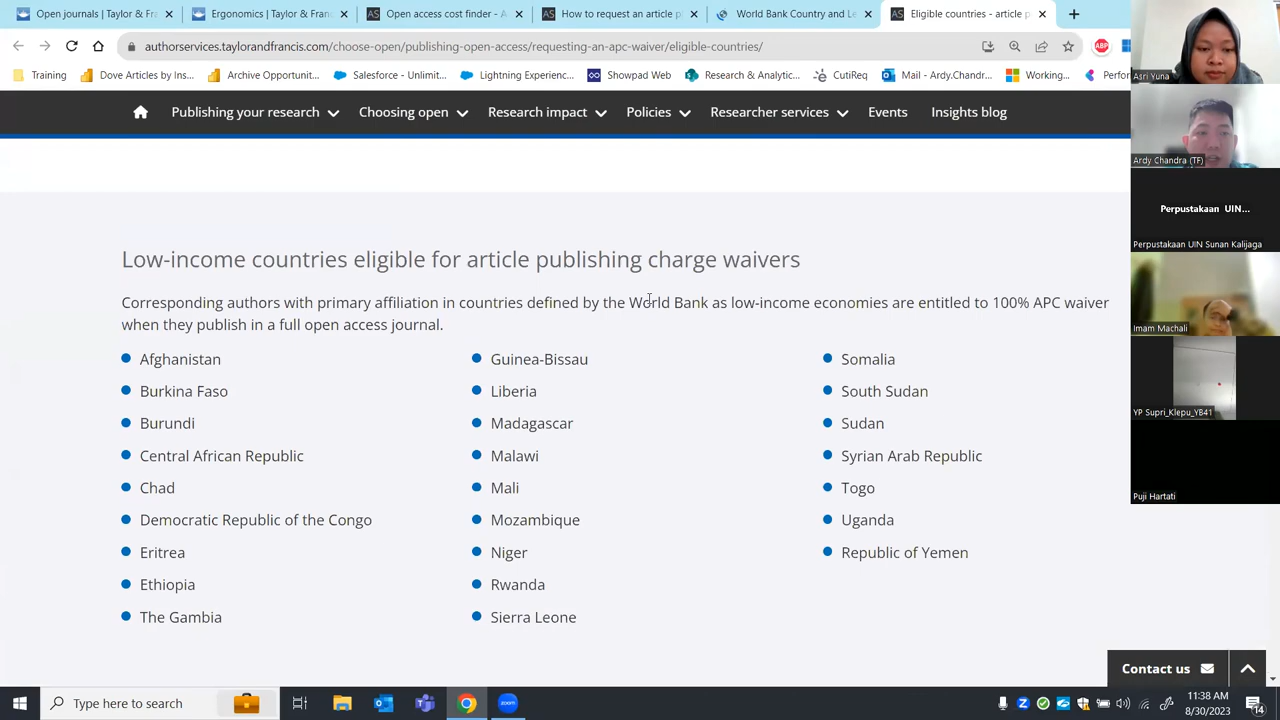 Open journals | Taylor & Fran
Ergonomics | Taylor & Franc
Open access cost finder - A
How to request an article p
World Bank Country and Le
Eligible countries - article p
authorservices.taylorandfrancis.com/choose-open/publishing-open-access/requesting-an-apc-waiver/eligible-countries/
ABP
Training
Dove Articles by Ins...
Archive Opportunit...
Salesforce - Unlimit...
Lightning Experienc...
Showpad Web
Research & Analytic...
CutiReq
Mail - Ardy.Chandr...
Working...
Perfor
Publishing your research
Choosing open
Research impact
Policies
Researcher services
Events
Insights blog
Low-income countries eligible for article publishing charge waivers
Corresponding authors with primary affiliation in countries defined by the World Bank as low-income economies are entitled to 100% APC waiver
when they publish in a full open access journal.
Afghanistan
Burkina Faso
Burundi
Central African Republic
Chad
Democratic Republic of the Congo
Eritrea
Ethiopia
The Gambia
Guinea-Bissau
Liberia
Madagascar
Malawi
Mali
Mozambique
Niger
Rwanda
Sierra Leone
Somalia
South Sudan
Sudan
Syrian Arab Republic
Togo
Uganda
Republic of Yemen
Contact us
Asri Yuna
Ardy Chandra (TF)
Perpustakaan UIN...
Perpustakaan UIN Sunan Kalijaga
Imam Machali
YP Supri_Klepu_YB41
Puji Hartati
Type here to search
zoom
11:38 AM
8/30/2023
14